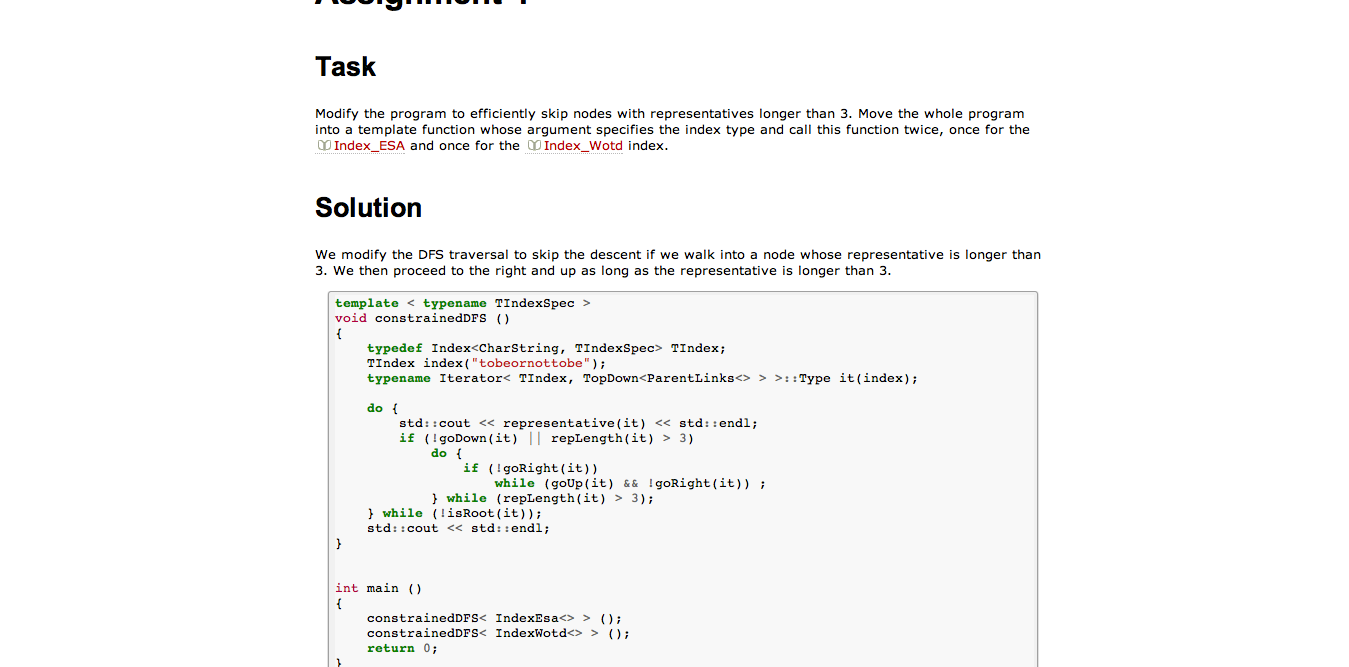 Assignment 1
Task
Modify the program to efficiently skip nodes with representatives longer than 3. Move the whole program
into a template function whose argument specifies the index type and call this function twice, once for the
Index_ESA and once for the Index_Wotd index.
Solution
We modify the DFS traversal to skip the descent if we walk into a node whose representative is longer than
3. We then proceed to the right and up as long as the representative is longer than 3.
template < typename TIndexSpec >
void constrainedDFS ()
{
    typedef Index<CharString, TIndexSpec> TIndex;
    TIndex index("tobeornottobe");
    typename Iterator< TIndex, TopDown<ParentLinks<> > >::Type it(index);
    do {
        std::cout << representative(it) << std::endl;
        if (!goDown(it) || repLength(it) > 3)
            do {
                if (!goRight(it))
                    while (goUp(it) && !goRight(it)) ;
            } while (repLength(it) > 3);
    } while (!isRoot(it));
    std::cout << std::endl;
}
int main ()
{
    constrainedDFS< IndexEsa<> > ();
    constrainedDFS< IndexWotd<> > ();
    return 0;
}